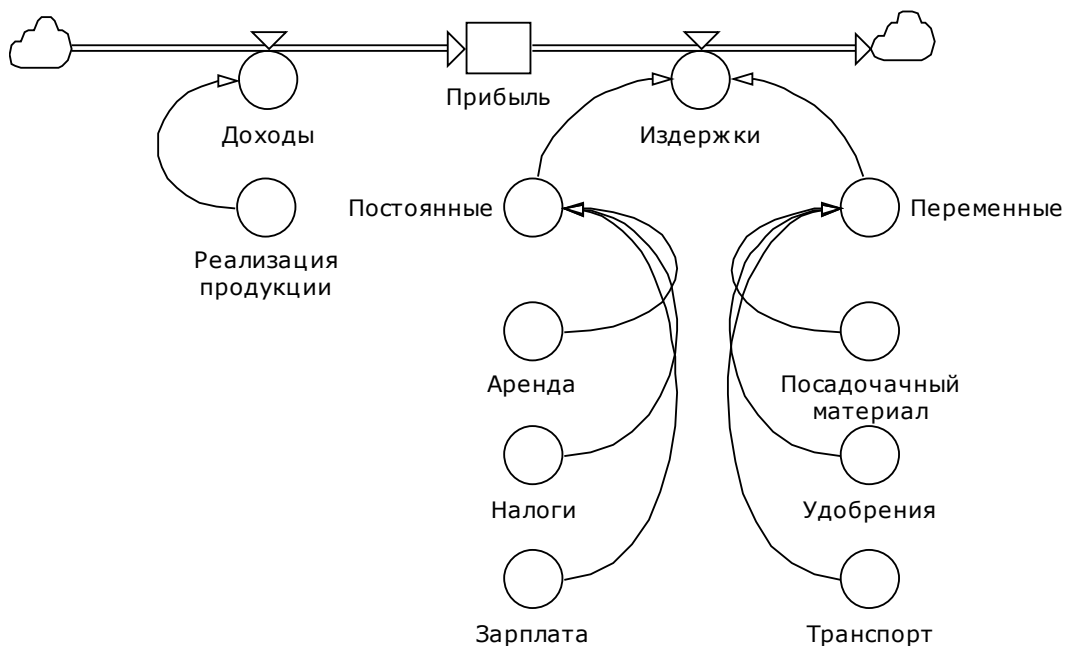 Прибыль
Доходы
Издержки
Постоянные
Переменные
Реализация
продукции
Аренда
Посадочачный
материал
Налоги
Удобрения
Зарплата
Транспорт